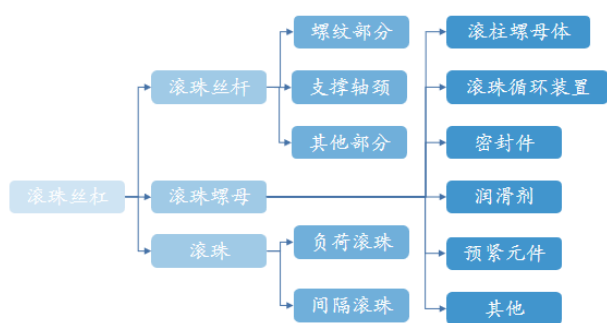 滚珠丝杠
滚珠丝杆
螺纹部分
支撑轴颈
其他部分
滚珠螺母
滚柱螺母体
滚珠循环装置
密封件
润滑剂
预紧元件
其他
滚珠
负荷滚珠
间隔滚珠